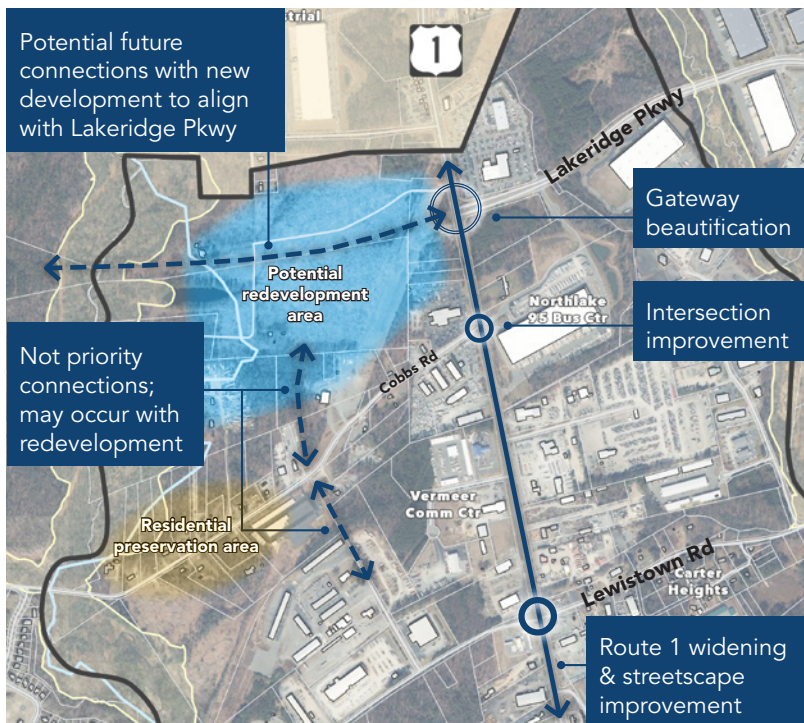 Potential future
connections with new
development to align
with Lakeridge Pkwy
1
Lakeridge Pkwy
Gateway
beautification
Potential
redevelopment
area
Northlake
95 Bus Ctr
Intersection
improvement
Not priority
connections;
may occur with
redevelopment
Cobbs Rd
Vermeer
Comm Ctr
Residential
preservation area
Lewistown Rd
Carter
Heights
Route 1 widening
& streetscape
improvement